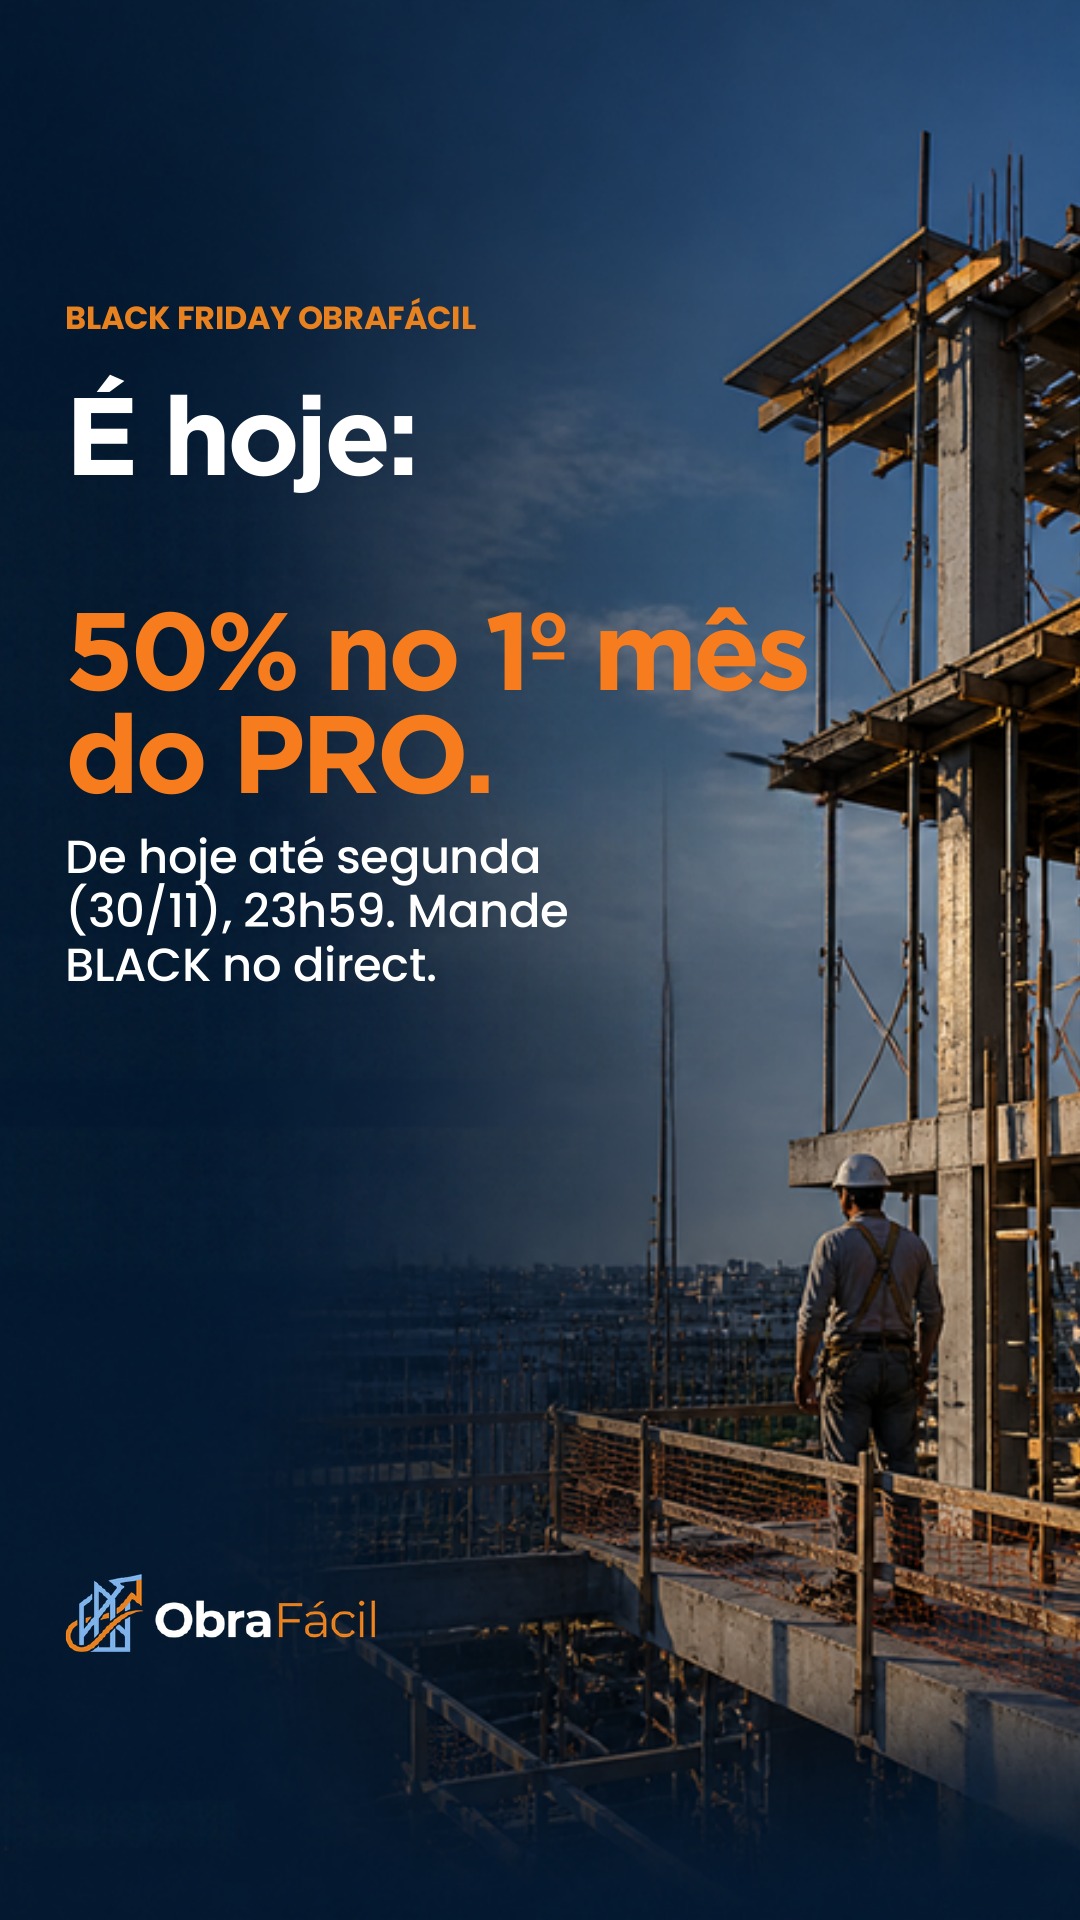 BLACK FRIDAY OBRAFÁCIL
É hoje:
50% no 1º mês
do PRO.
De hoje até segunda
(30/11), 23h59. Mande
BLACK no direct.
ObraFácil